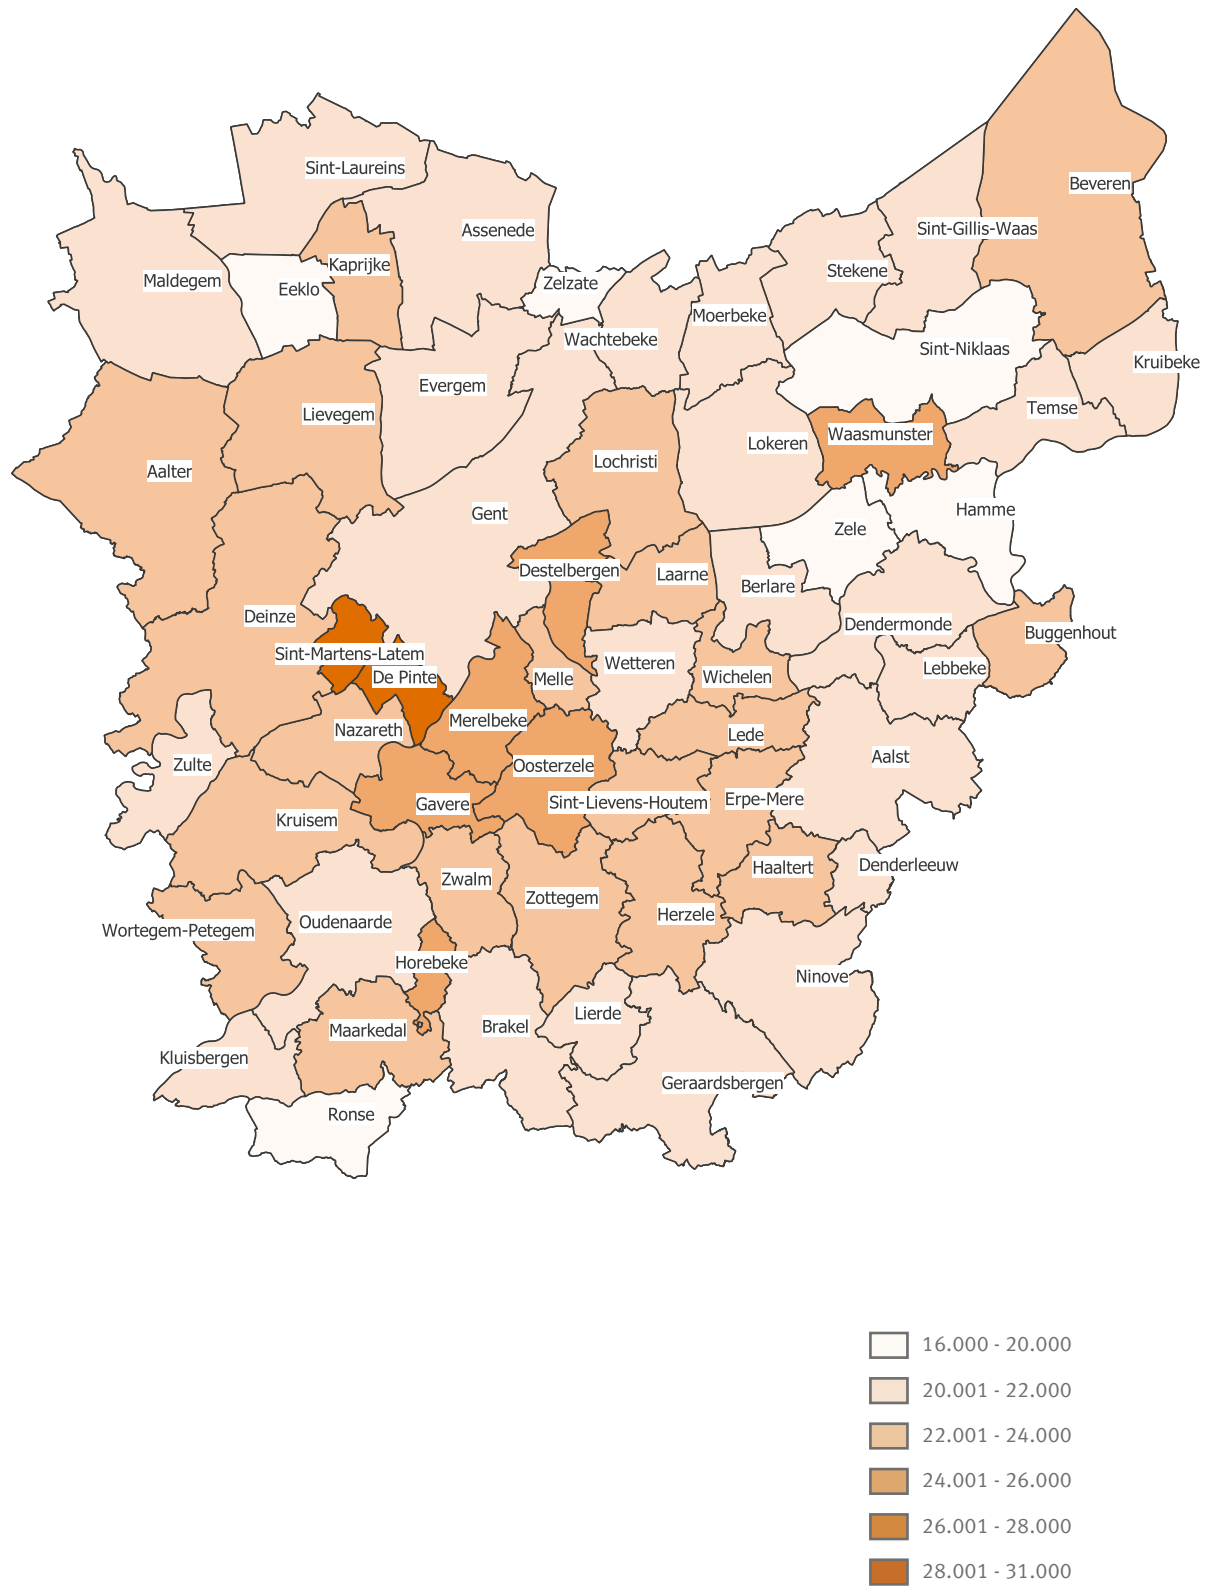 Sint-Laureins
Beveren
Assenede
Sint-Gillis-Waas
Kaprijke
Stekene
Maldegem
Zelzate
Eeklo
Moerbeke
Wachtebeke
Sint-Niklaas
Kruibeke
Evergem
Temse
Lievegem
Waasmunster
Lokeren
Lochristi
Aalter
Hamme
Gent
Zele
Destelbergen
Laarne
Berlare
Deinze
Dendermonde
Buggenhout
Sint-Martens-Latem
Wetteren
Lebbeke
De Pinte
Melle
Wichelen
Merelbeke
Nazareth
Lede
Aalst
Zulte
Oosterzele
Erpe-Mere
Gavere
Sint-Lievens-Houtem
Kruisem
Haaltert
Denderleeuw
Zwalm
Zottegem
Herzele
Oudenaarde
Wortegem-Petegem
Horebeke
Ninove
Lierde
Brakel
Maarkedal
Kluisbergen
Geraardsbergen
Ronse
16.000 - 20.000
20.001 - 22.000
22.001 - 24.000
24.001 - 26.000
26.001 - 28.000
28.001 - 31.000